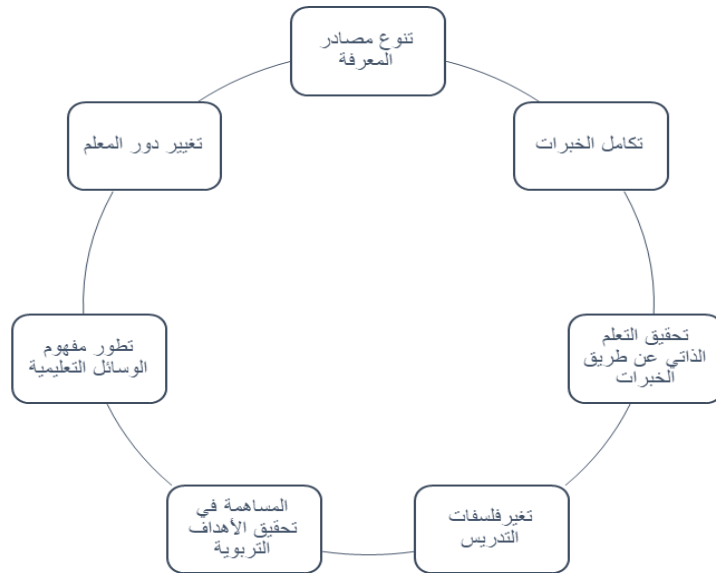 تنوع مصادر
المعرفة
تكامل الخبرات
تحقيق التعلم
الذاتي عن طريق
الخبرات
تغيرفلسفات
التدريس
المساهمة في
تحقيق الأهداف
التربوية
تطور مفهوم
الوسائل التعليمية
تغيير دور المعلم